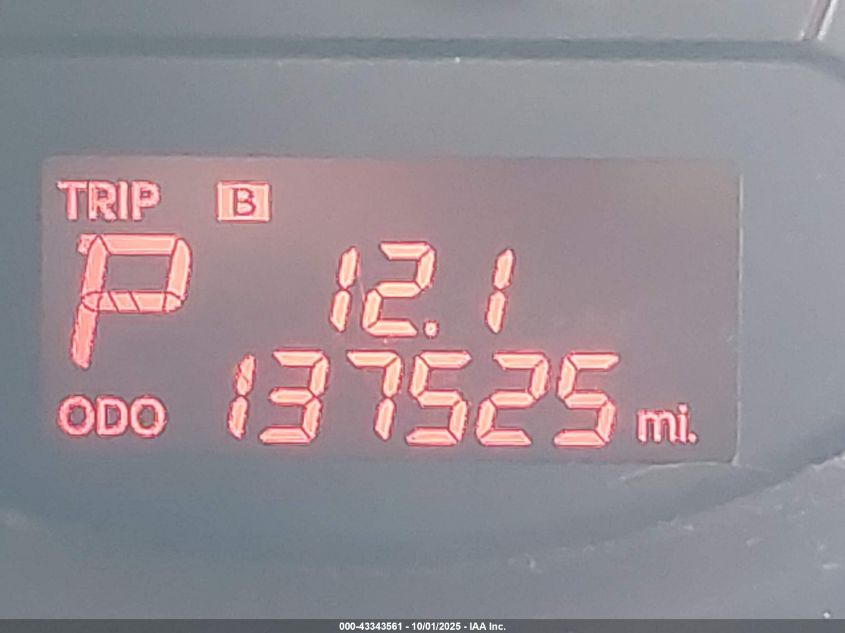 TRIP B
P 12.1
ODO 137525 mi.
000-43343561 - 10/01/2025 - IAA Inc.